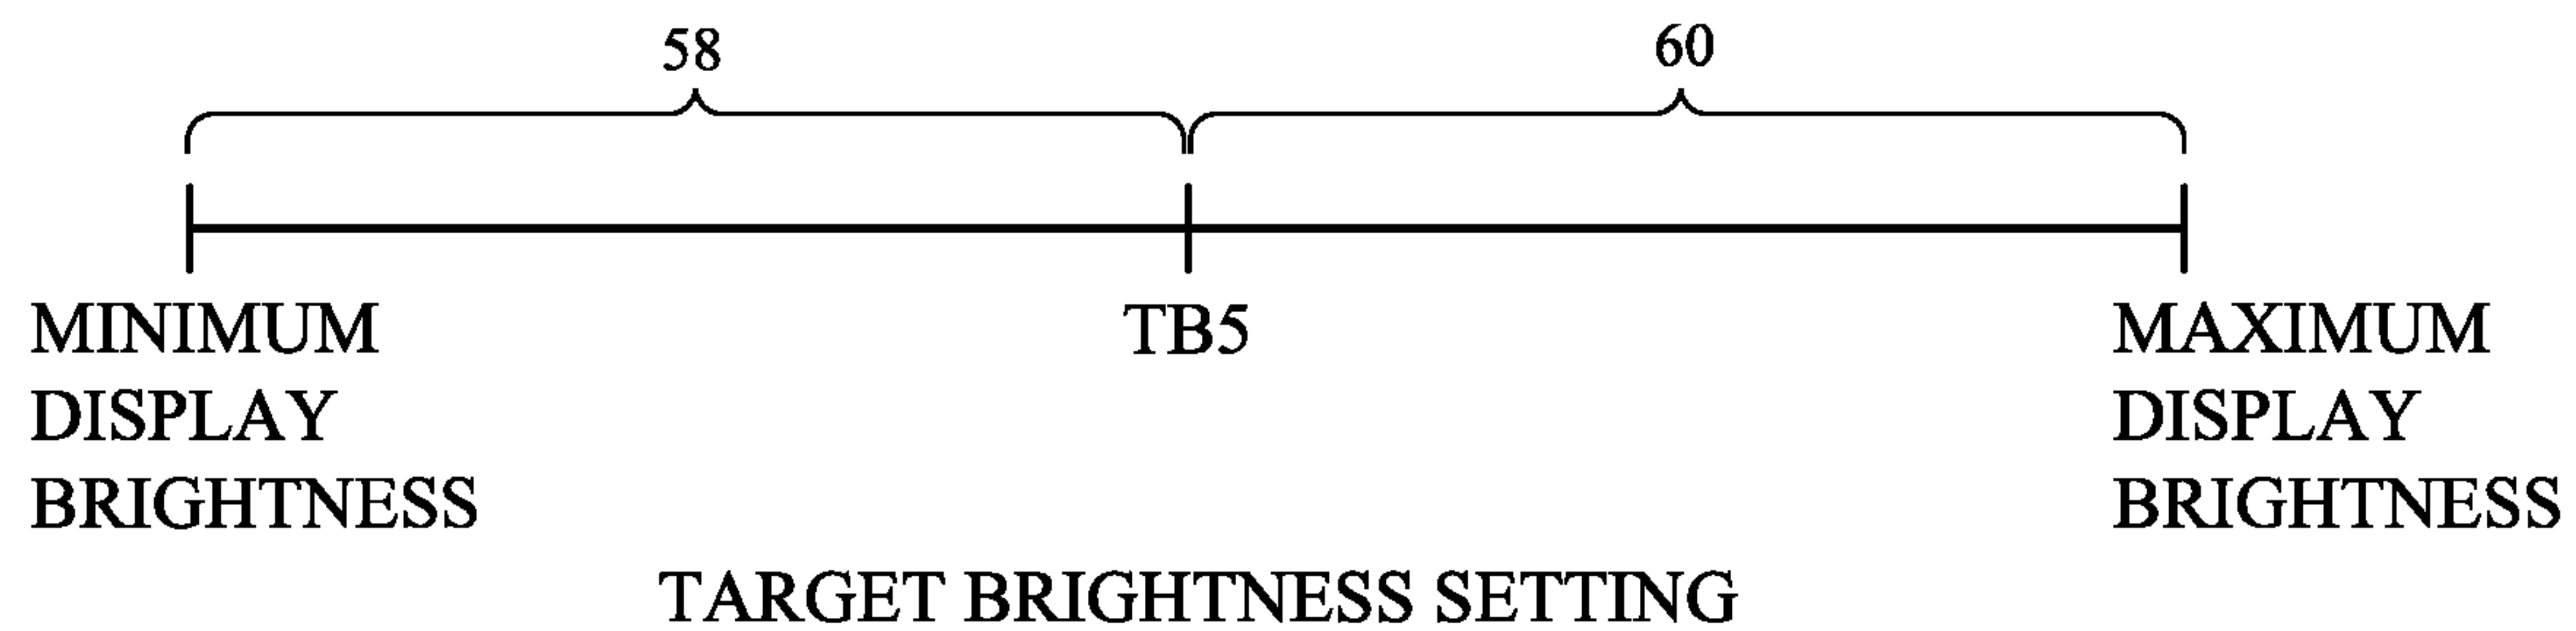 58
60
MINIMUM
DISPLAY
BRIGHTNESS
TB5
MAXIMUM
DISPLAY
BRIGHTNESS
TARGET BRIGHTNESS SETTING